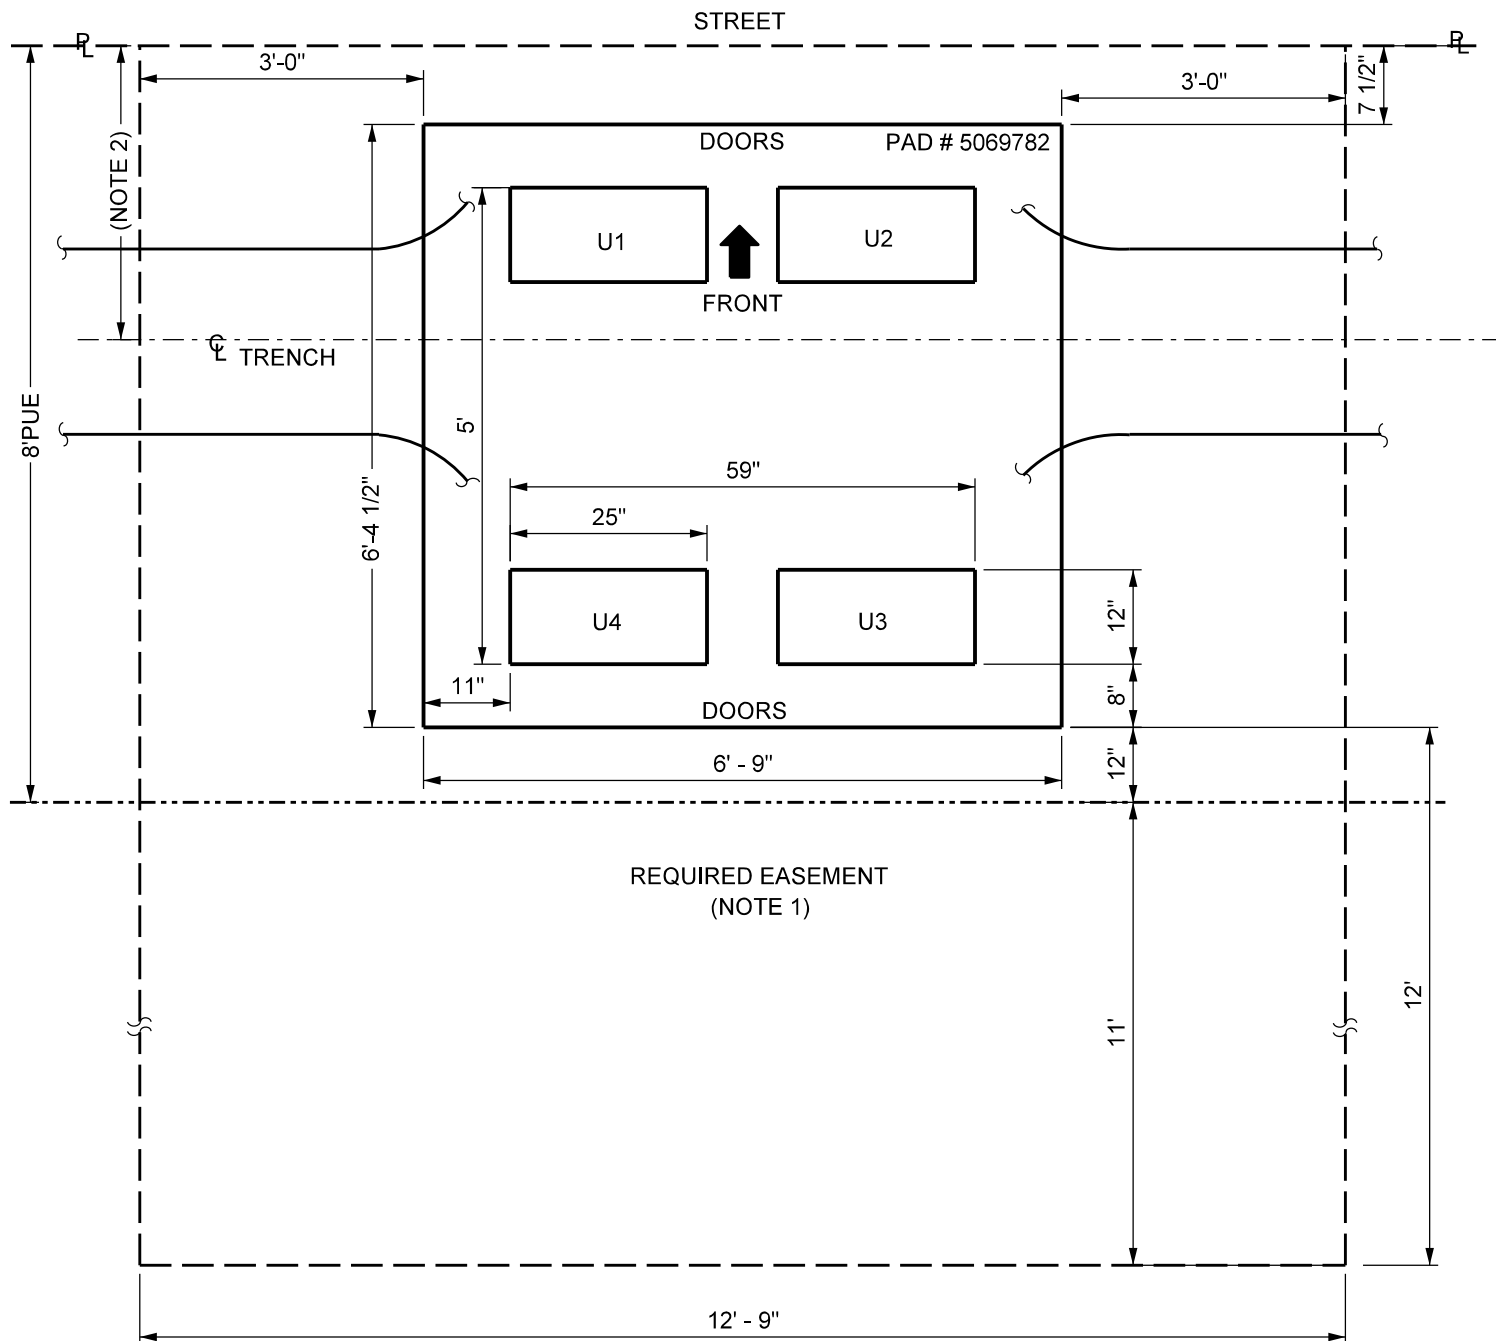 STREET
PL
PL
3'-0"
3'-0"
7 1/2"
(NOTE 2)
DOORS
PAD # 5069782
U1
U2
FRONT
CL TRENCH
8'PUE
6'-4 1/2"
5'
59"
25"
U4
U3
12"
11"
8"
DOORS
6' - 9"
12"
REQUIRED EASEMENT
(NOTE 1)
11'
12'
12' - 9"